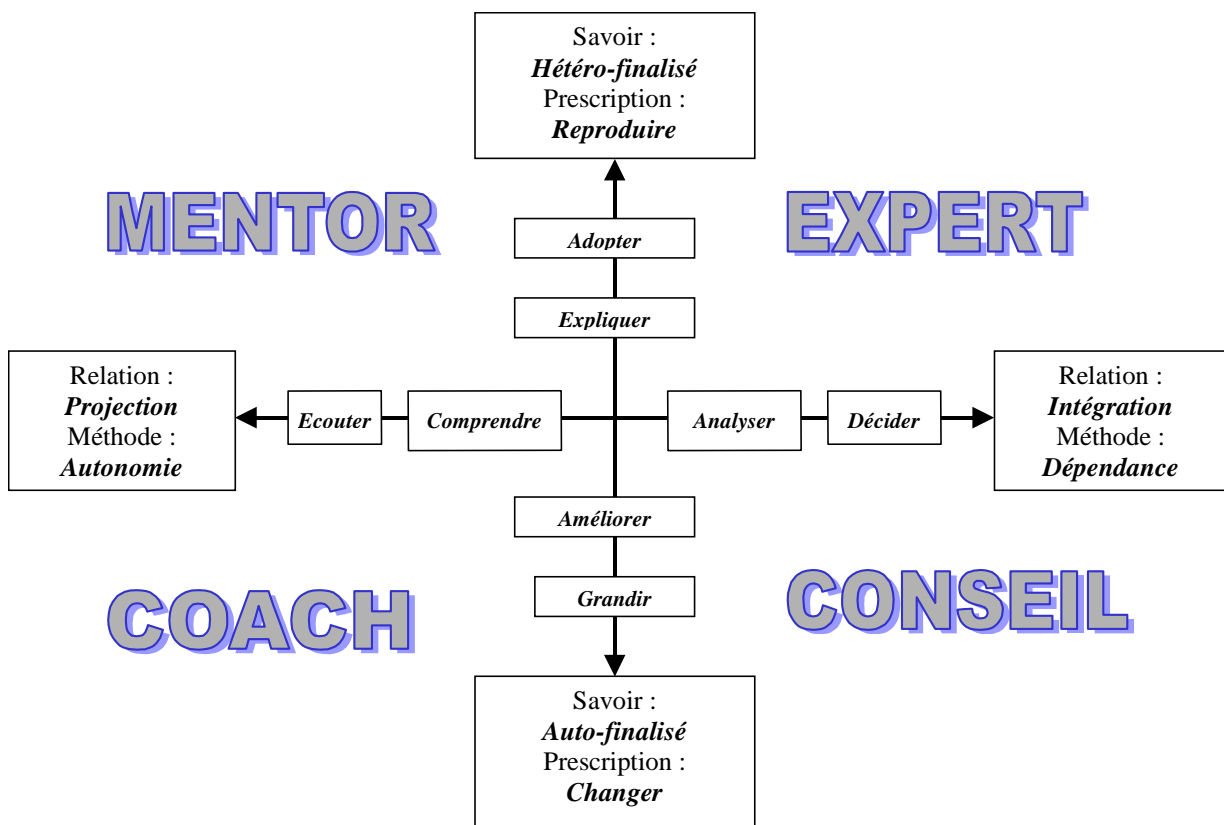 Savoir :
Hétéro-finalisé
Prescription :
Reproduire
MENTOR
EXPERT
Adopter
Expliquer
Relation :
Projection
Méthode :
Autonomie
Ecouter
Comprendre
Analyser
Décider
Relation :
Intégration
Méthode :
Dépendance
Améliorer
Grandir
COACH
CONSEIL
Savoir :
Auto-finalisé
Prescription :
Changer